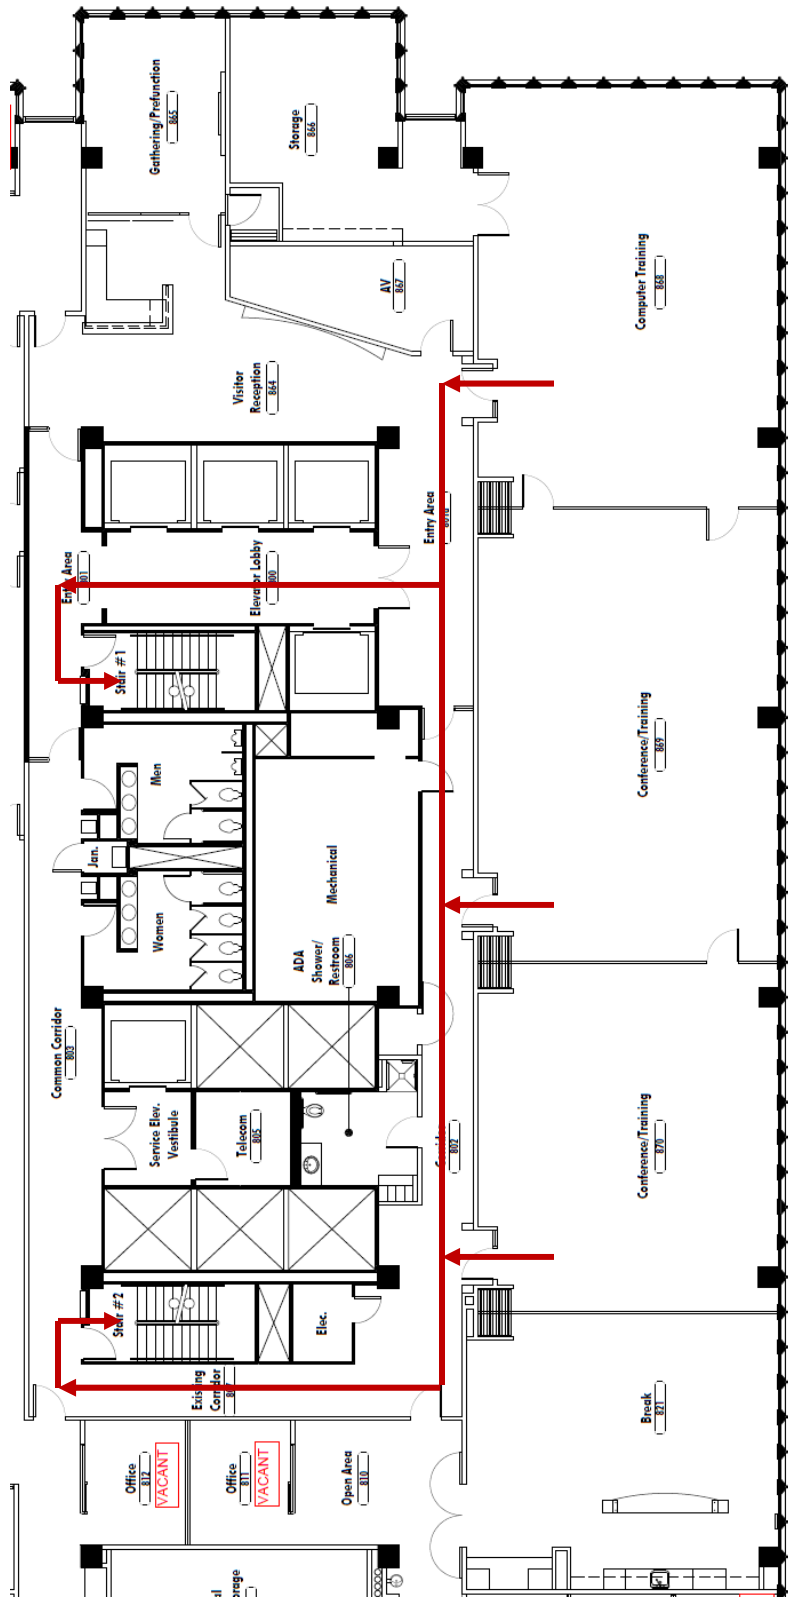 Gathering/Prefunction
865
Storage
866
Computer Training
868
AV
867
Visitor
Reception
864
Entry Area
Entry Area
801
Elevator Lobby
800
Stair #1
Conference/Training
869
Men
Jan.
Women
Mechanical
ADA
Shower/
Restroom
806
Common Corridor
803
Service Elev.
Vestibule
Telecom
805
Corridor
802
Conference/Training
870
Stair #2
Elec.
Existing
Corridor
Break
821
Office
812
VACANT
Office
811
VACANT
Open Area
810